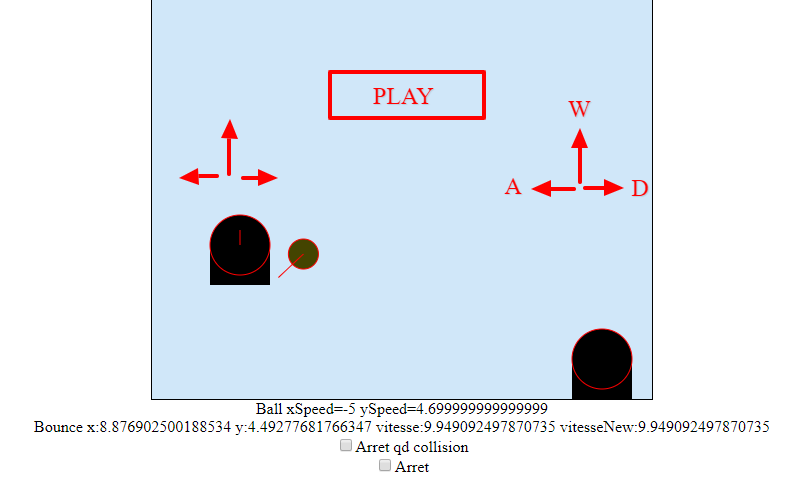 PLAY
W
A D
Ball xSpeed=-5 ySpeed=4.699999999999999
Bounce x:8.876902500188534 y:4.49277681766347 vitesse:9.949092497870735 vitesseNew:9.949092497870735
Arret qd collision
Arret